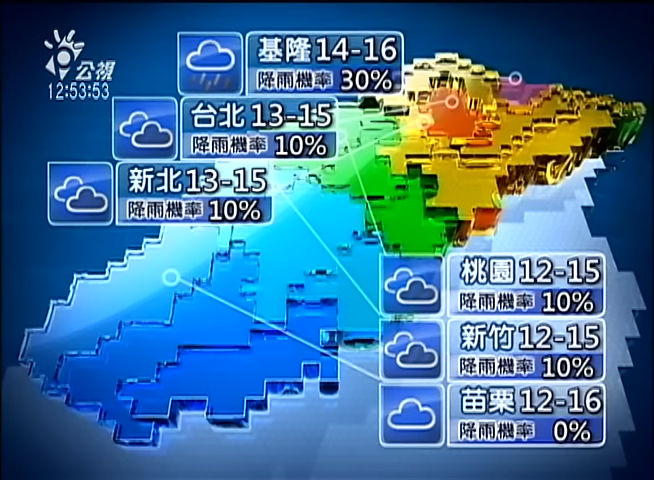 公視
12:53:53
基隆 14-16
降雨機率 30%
台北 13-15
降雨機率 10%
新北 13-15
降雨機率 10%
桃園 12-15
降雨機率 10%
新竹 12-15
降雨機率 10%
苗栗 12-16
降雨機率 0%